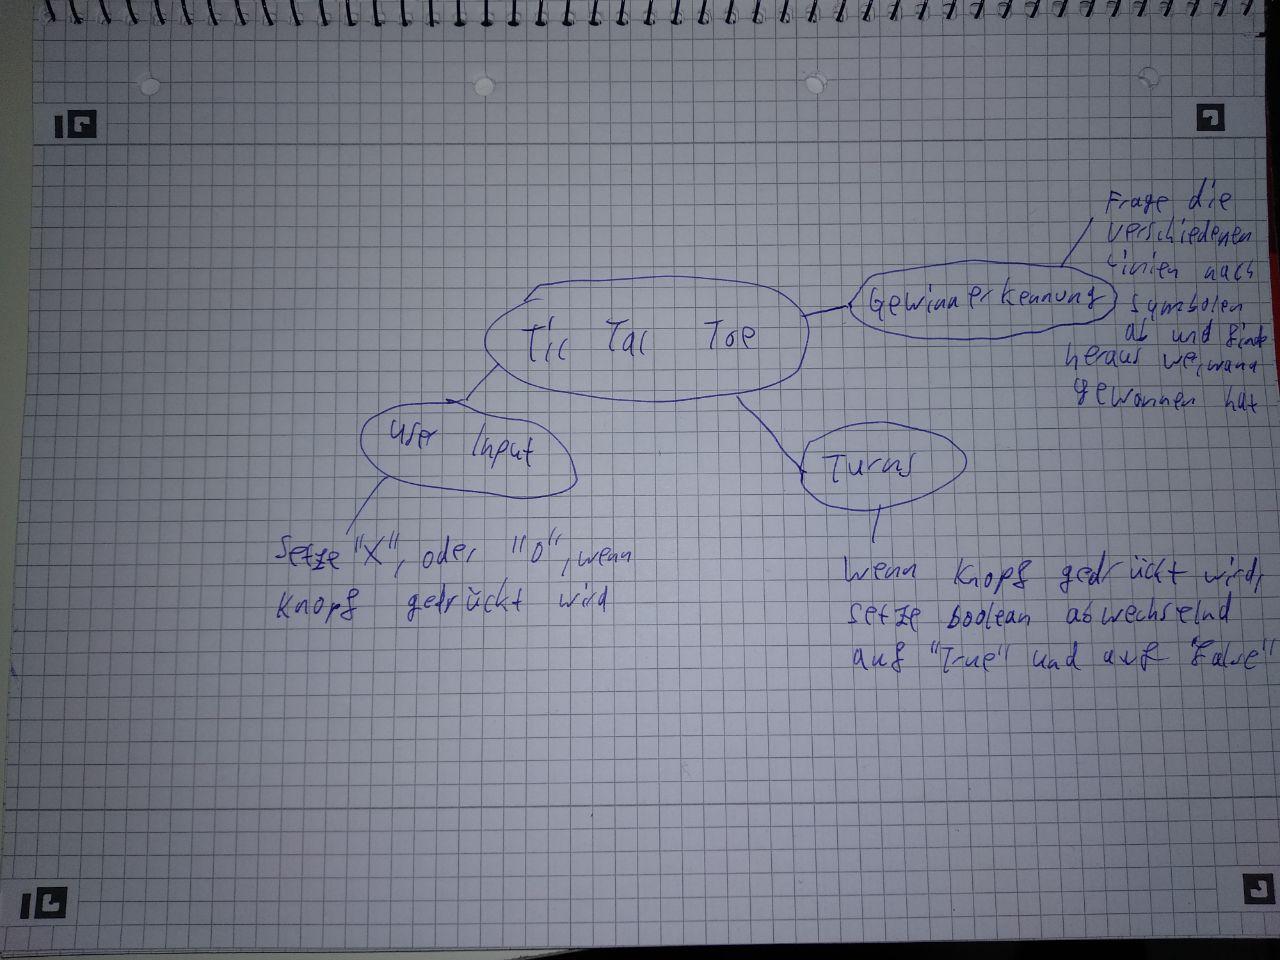 Tic Tac Toe
Gewinnerkennung
Frage die
verschiedenen
Linien nach
Symbolen
ab und finde
heraus wer, wann
gewonnen hat
User Input
Setze "X", oder "O", wenn
Knopf gedrückt wird
Turns
Wenn Knopf gedrückt wird,
setze boolean abwechselnd
auf "True" und auf "False"